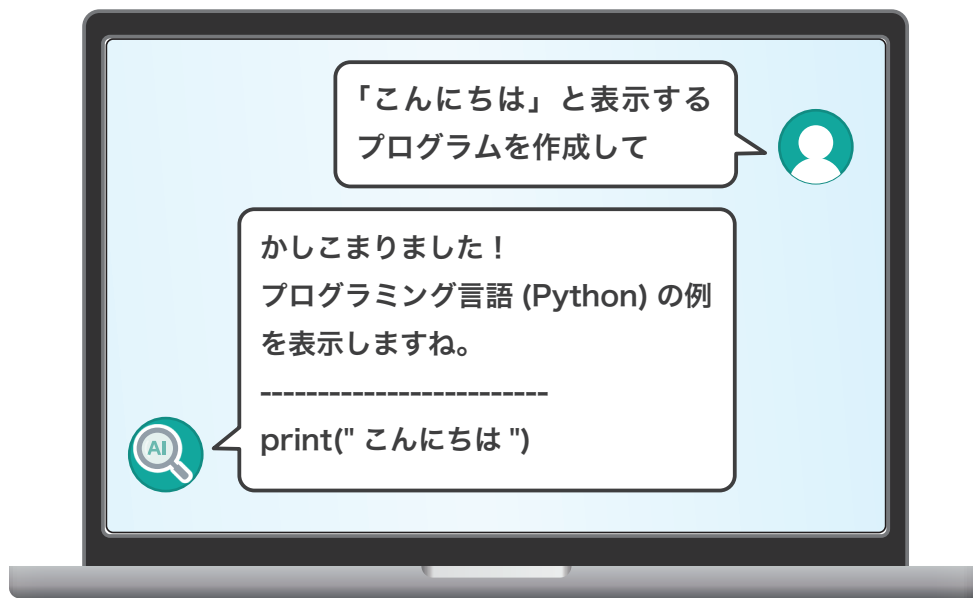 「こんにちは」と表示する
プログラムを作成して
かしこまりました！
プログラミング言語 (Python) の例
を表示しますね。
-------------------------
print(" こんにちは ")
AI